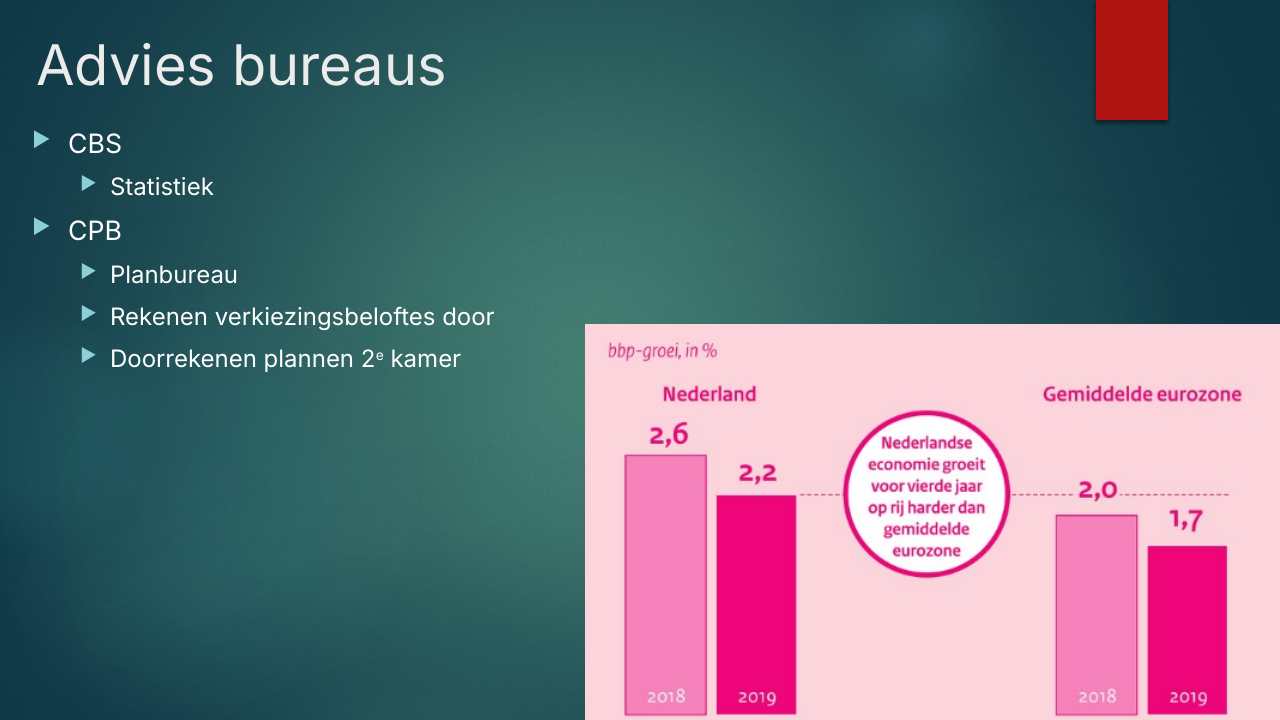 Advies bureaus
CBS
Statistiek
CPB
Planbureau
Rekenen verkiezingsbeloftes door
Doorrekenen plannen 2e kamer
bbp-groei, in %
Nederland
Gemiddelde eurozone
2,6
2,2
2,0
1,7
Nederlandse
economie groeit
voor vierde jaar
op rij harder dan
gemiddelde
eurozone
2018
2019
2018
2019